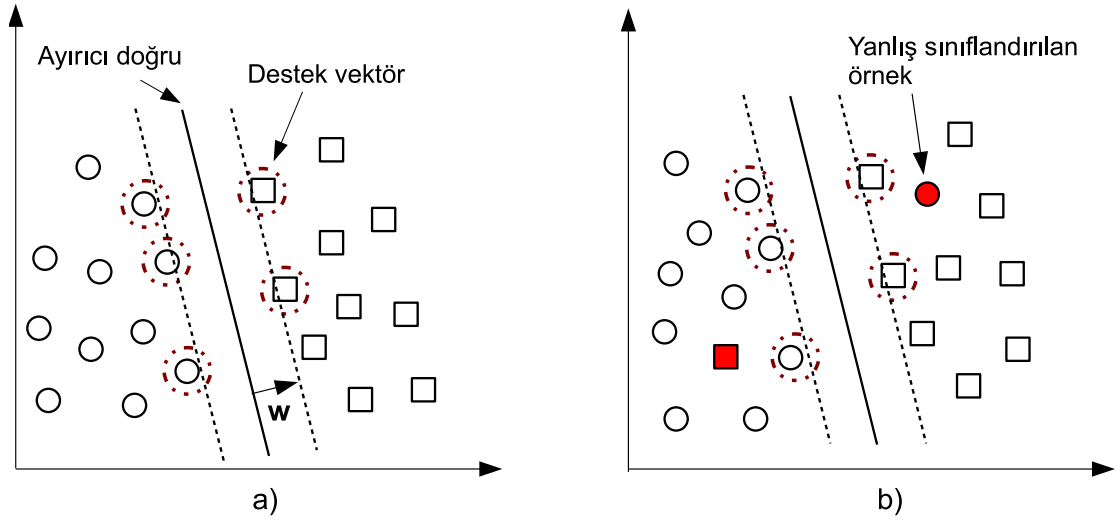 Ayırıcı doğru
Destek vektör
w
a)
Yanlış sınıflandırılan
örnek
b)